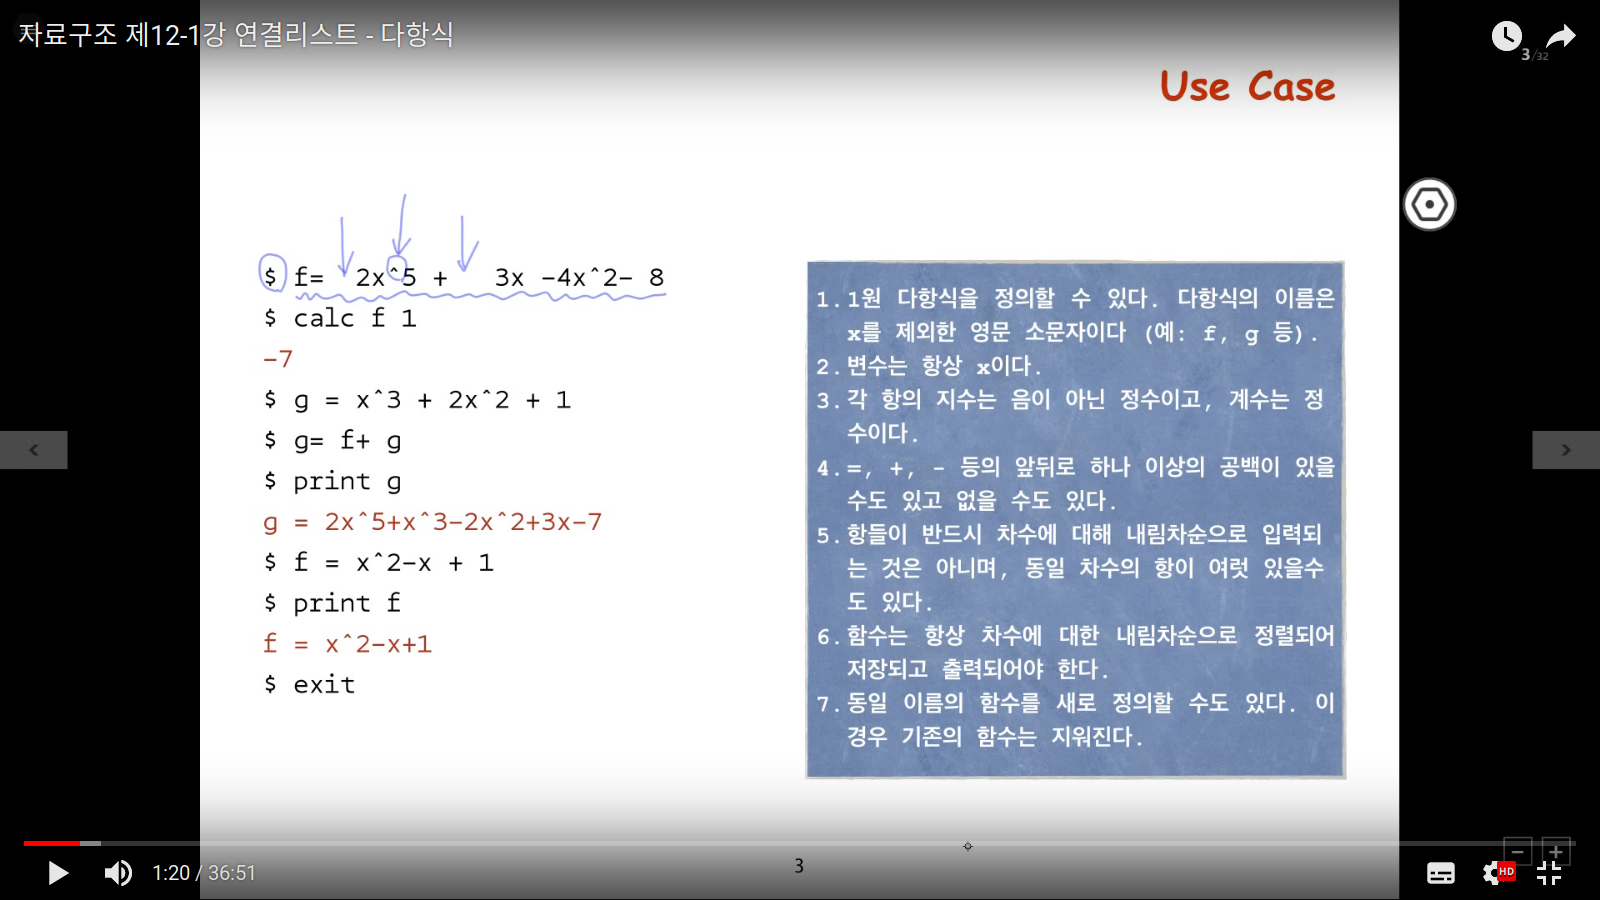 자료구조 제12-1강 연결리스트 - 다항식
3/32
Use Case
$ f=  2x^5 +   3x -4x^2- 8
$ calc f 1
-7
$ g = x^3 + 2x^2 + 1
$ g= f+ g
$ print g
g = 2x^5+x^3-2x^2+3x-7
$ f = x^2-x + 1
$ print f
f = x^2-x+1
$ exit
1. 1원 다항식을 정의할 수 있다. 다항식의 이름은
x를 제외한 영문 소문자이다 (예: f, g 등).
2. 변수는 항상 x이다.
3. 각 항의 지수는 음이 아닌 정수이고, 계수는 정
수이다.
4. =, +, - 등의 앞뒤로 하나 이상의 공백이 있을
수도 있고 없을 수도 있다.
5. 항들이 반드시 차수에 대해 내림차순으로 입력되
는 것은 아니며, 동일 차수의 항이 여럿 있을수
도 있다.
6. 함수는 항상 차수에 대한 내림차순으로 정렬되어
저장되고 출력되어야 한다.
7. 동일 이름의 함수를 새로 정의할 수도 있다. 이
경우 기존의 함수는 지워진다.
3
1:20 / 36:51
HD